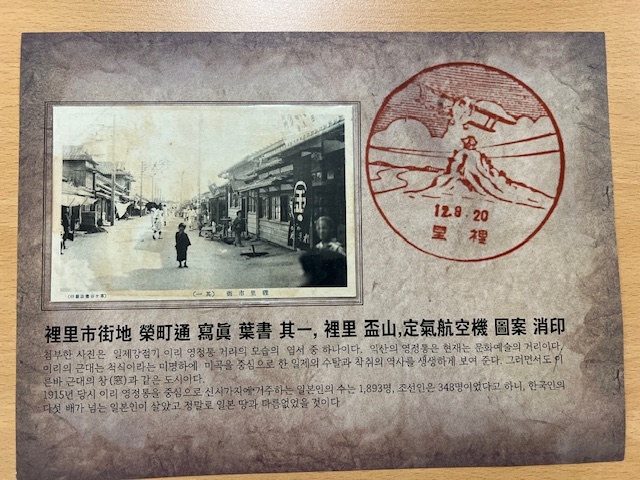 12.9.20
里 裡
裡里市街 (其一)
裡里市街地 榮町通 寫眞 葉書 其一, 裡里 盃山,定氣航空機 圖案 消印
첨부한 사진은 일제강점기 이리 영정통 거리의 모습의 엽서 중 하나이다. 익산의 영정통은 현재는 문화예술의 거리이다.
이리의 근대는 척식이라는 미명하에 미곡을 중심으로 한 일제의 수탈과 착취의 역사를 생생하게 보여 준다. 그러면서도 이
른바 근대의 창(窓)과 같은 도시이다.
1915년 당시 이리 영정통을 중심으로 신시가지에 거주하는 일본인의 수는 1,893명, 조선인은 348명이었다고 하니, 한국인의
다섯 배가 넘는 일본인이 살았고 정말로 일본 땅과 다름없었을 것이다.